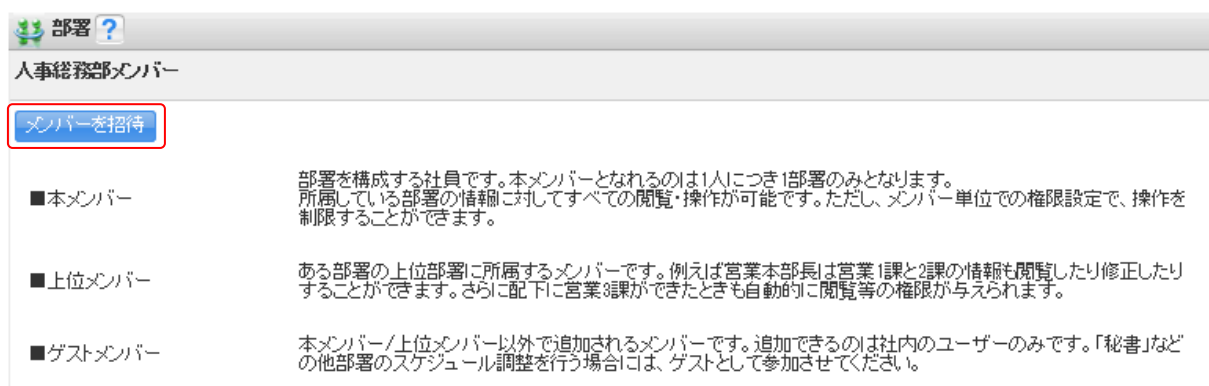 部署 ?
人事総務部メンバー
メンバーを招待
■本メンバー
部署を構成する社員です。本メンバーとなれるのは1人につき1部署のみとなります。
所属している部署の情報に対してすべての閲覧・操作が可能です。ただし、メンバー単位での権限設定で、操作を
制限することができます。
■上位メンバー
ある部署の上位部署に所属するメンバーです。例えば営業本部長は営業1課と2課の情報も閲覧したり修正したり
することができます。さらに配下に営業3課ができたときも自動的に閲覧等の権限が与えられます。
■ゲストメンバー
本メンバー/上位メンバー以外で追加されるメンバーです。追加できるのは社内のユーザーのみです。「秘書」など
の他部署のスケジュール調整を行う場合には、ゲストとして参加させてください。